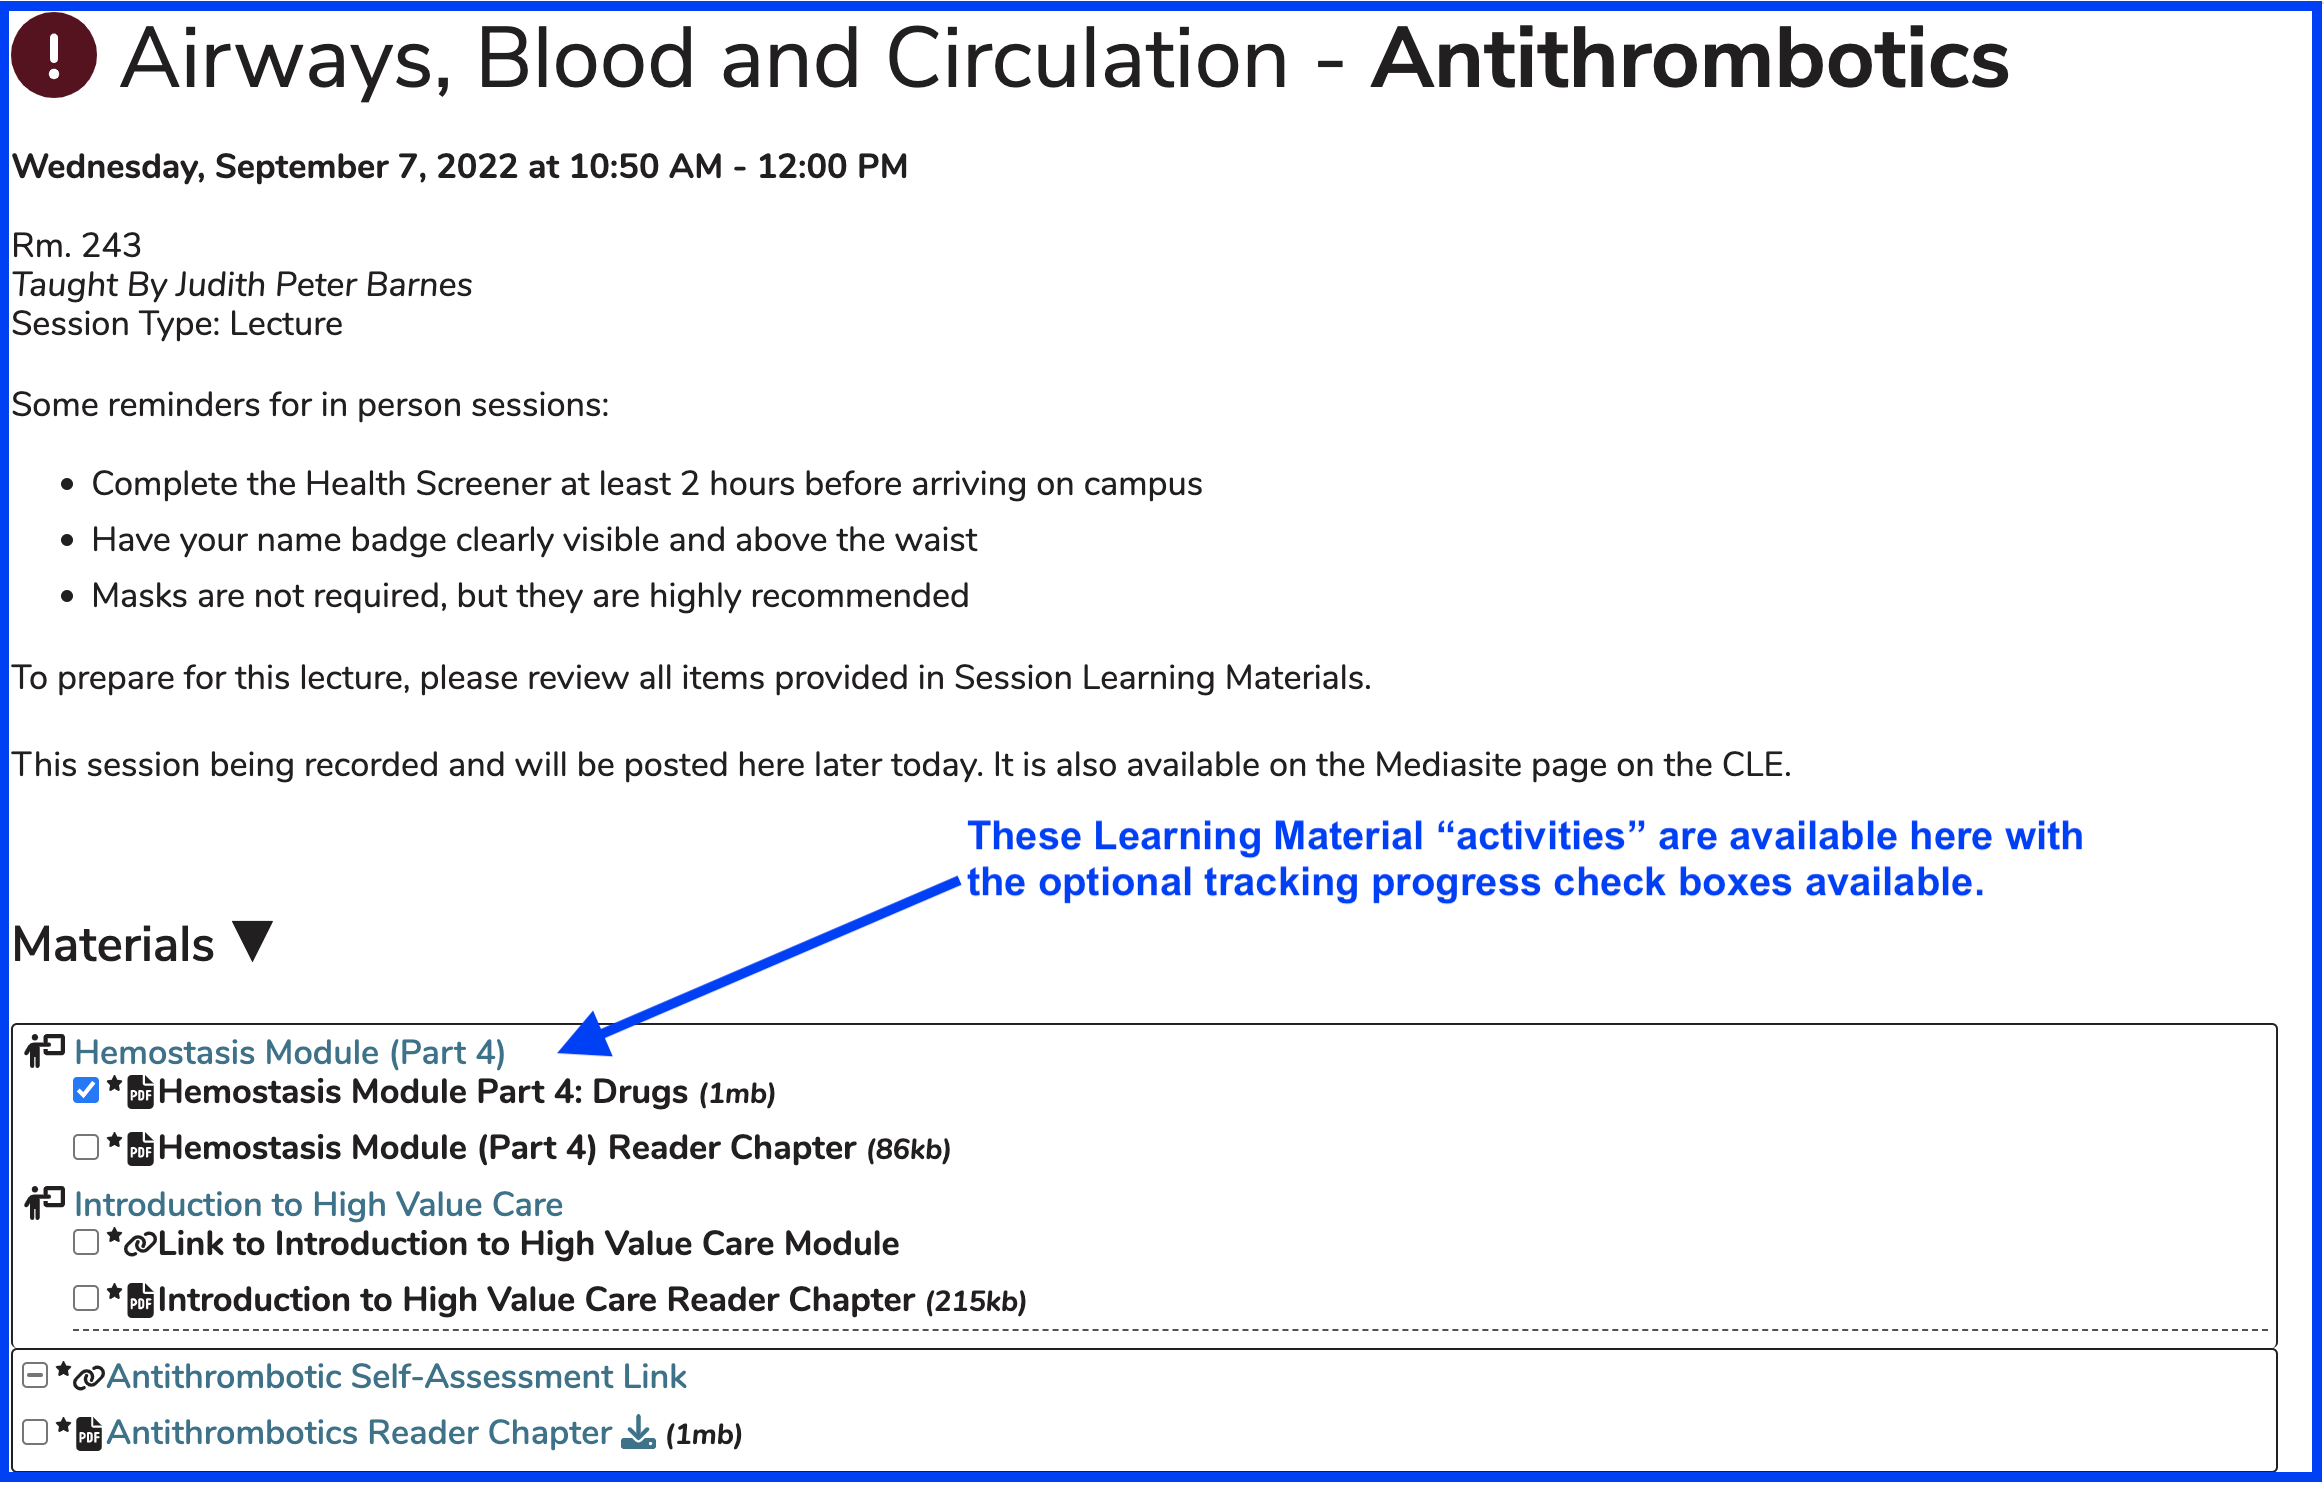 Airways, Blood and Circulation - Antithrombotics
Wednesday, September 7, 2022 at 10:50 AM - 12:00 PM
Rm. 243
Taught By Judith Peter Barnes
Session Type: Lecture
Some reminders for in person sessions:
• Complete the Health Screener at least 2 hours before arriving on campus
• Have your name badge clearly visible and above the waist
• Masks are not required, but they are highly recommended
To prepare for this lecture, please review all items provided in Session Learning Materials.
This session being recorded and will be posted here later today. It is also available on the Mediasite page on the CLE.
These Learning Material “activities” are available here with
the optional tracking progress check boxes available.
Materials ▼
Hemostasis Module (Part 4)
PDF Hemostasis Module Part 4: Drugs (1mb)
PDF Hemostasis Module (Part 4) Reader Chapter (86kb)
Introduction to High Value Care
Link to Introduction to High Value Care Module
PDF Introduction to High Value Care Reader Chapter (215kb)
Antithrombotic Self-Assessment Link
PDF Antithrombotics Reader Chapter (1mb)